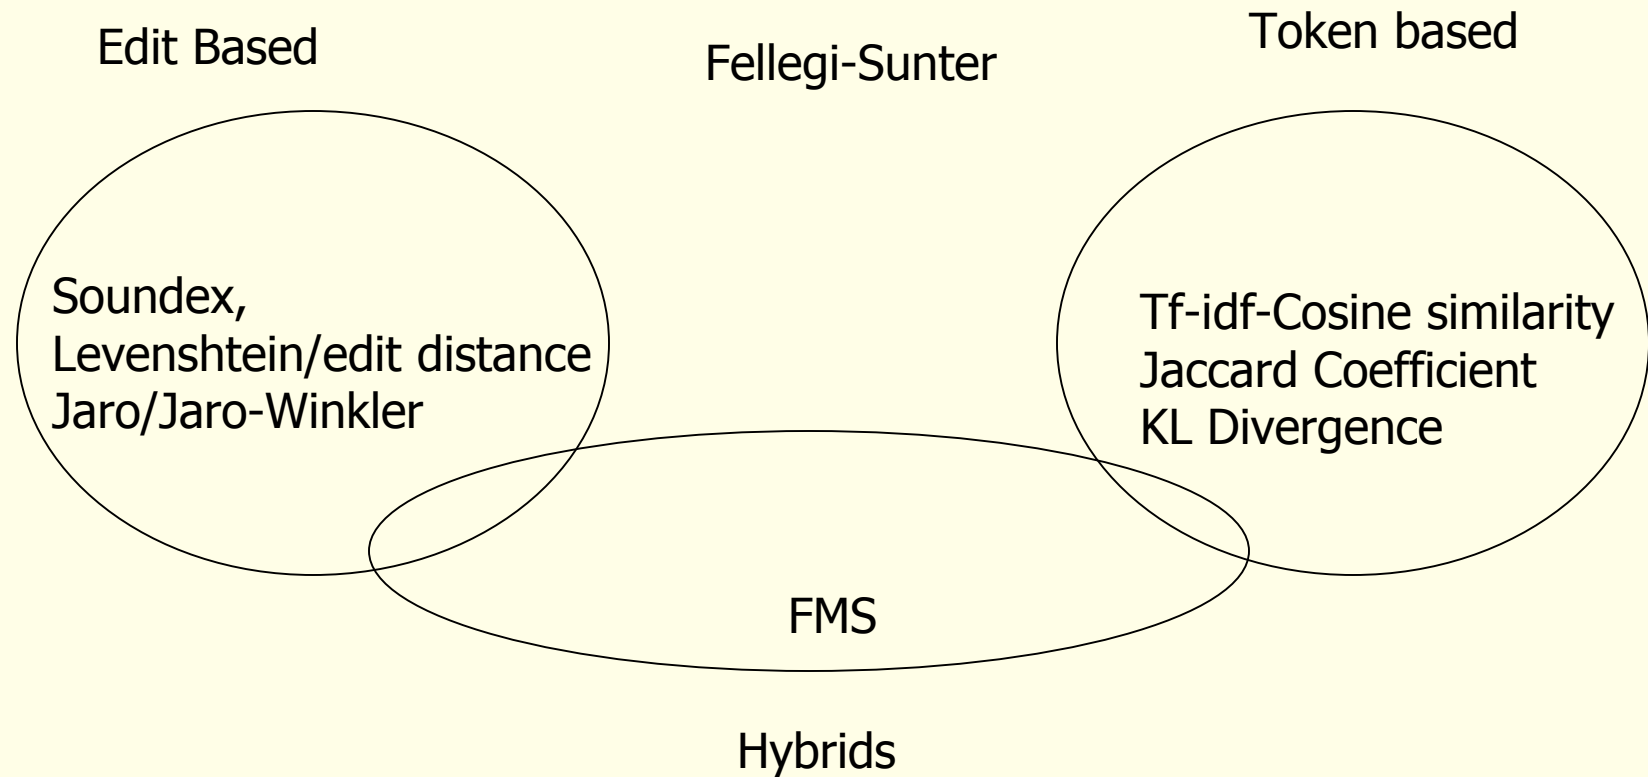 Edit Based
Fellegi-Sunter
Token based
Soundex,
Levenshtein/edit distance
Jaro/Jaro-Winkler
Tf-idf-Cosine similarity
Jaccard Coefficient
KL Divergence
FMS
Hybrids